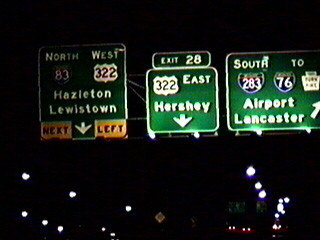 NORTH WEST
83 322
Hazleton
Lewistown
NEXT LEFT
EXIT 28
322 EAST
Hershey
SOUTH TO
283 76
Airport
Lancaster